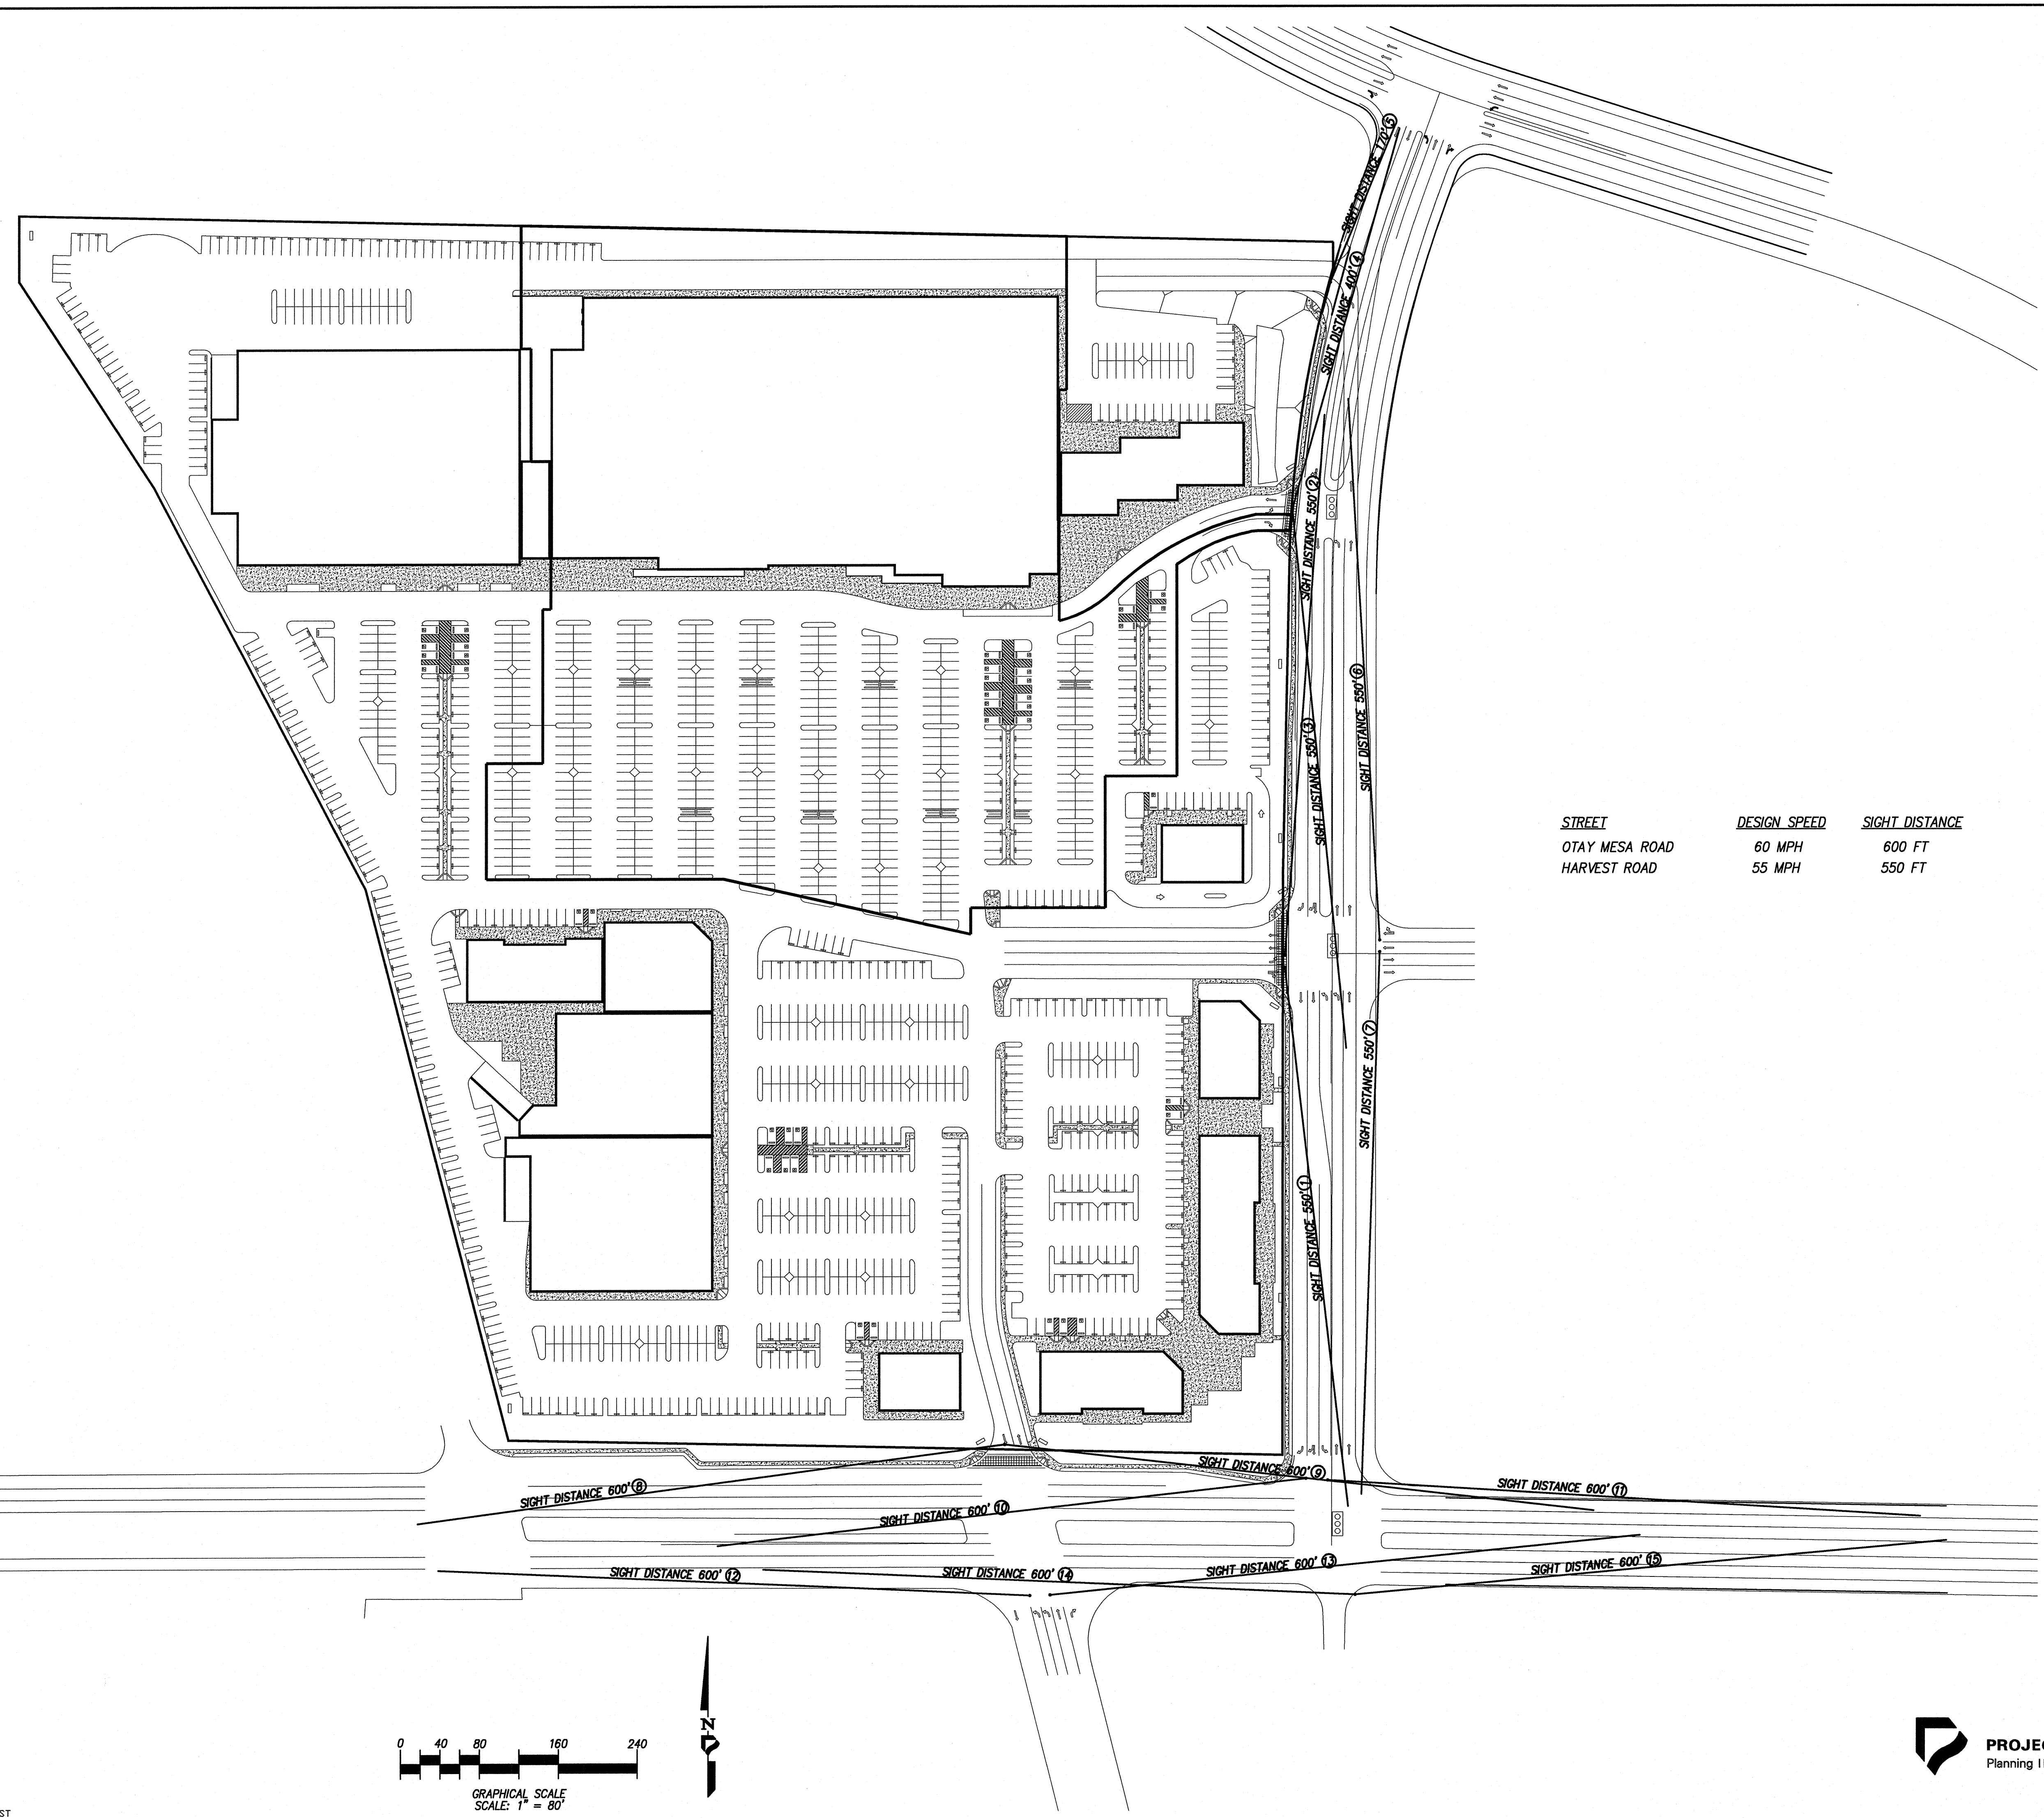 SIGHT DISTANCE 170' 5
SIGHT DISTANCE 400' 4
SIGHT DISTANCE 550' 2
SIGHT DISTANCE 550' 3
SIGHT DISTANCE 550' 6
STREET DESIGN SPEED SIGHT DISTANCE
OTAY MESA ROAD 60 MPH 600 FT
HARVEST ROAD 55 MPH 550 FT
SIGHT DISTANCE 550' 7
SIGHT DISTANCE 550' 1
SIGHT DISTANCE 600' 8
SIGHT DISTANCE 600' 9
SIGHT DISTANCE 600' 10
SIGHT DISTANCE 600' 11
SIGHT DISTANCE 600' 12
SIGHT DISTANCE 600' 14
SIGHT DISTANCE 600' 13
SIGHT DISTANCE 600' 15
N
0 40 80 160 240
GRAPHICAL SCALE
SCALE: 1" = 80'
PROJEC
Planning
ST